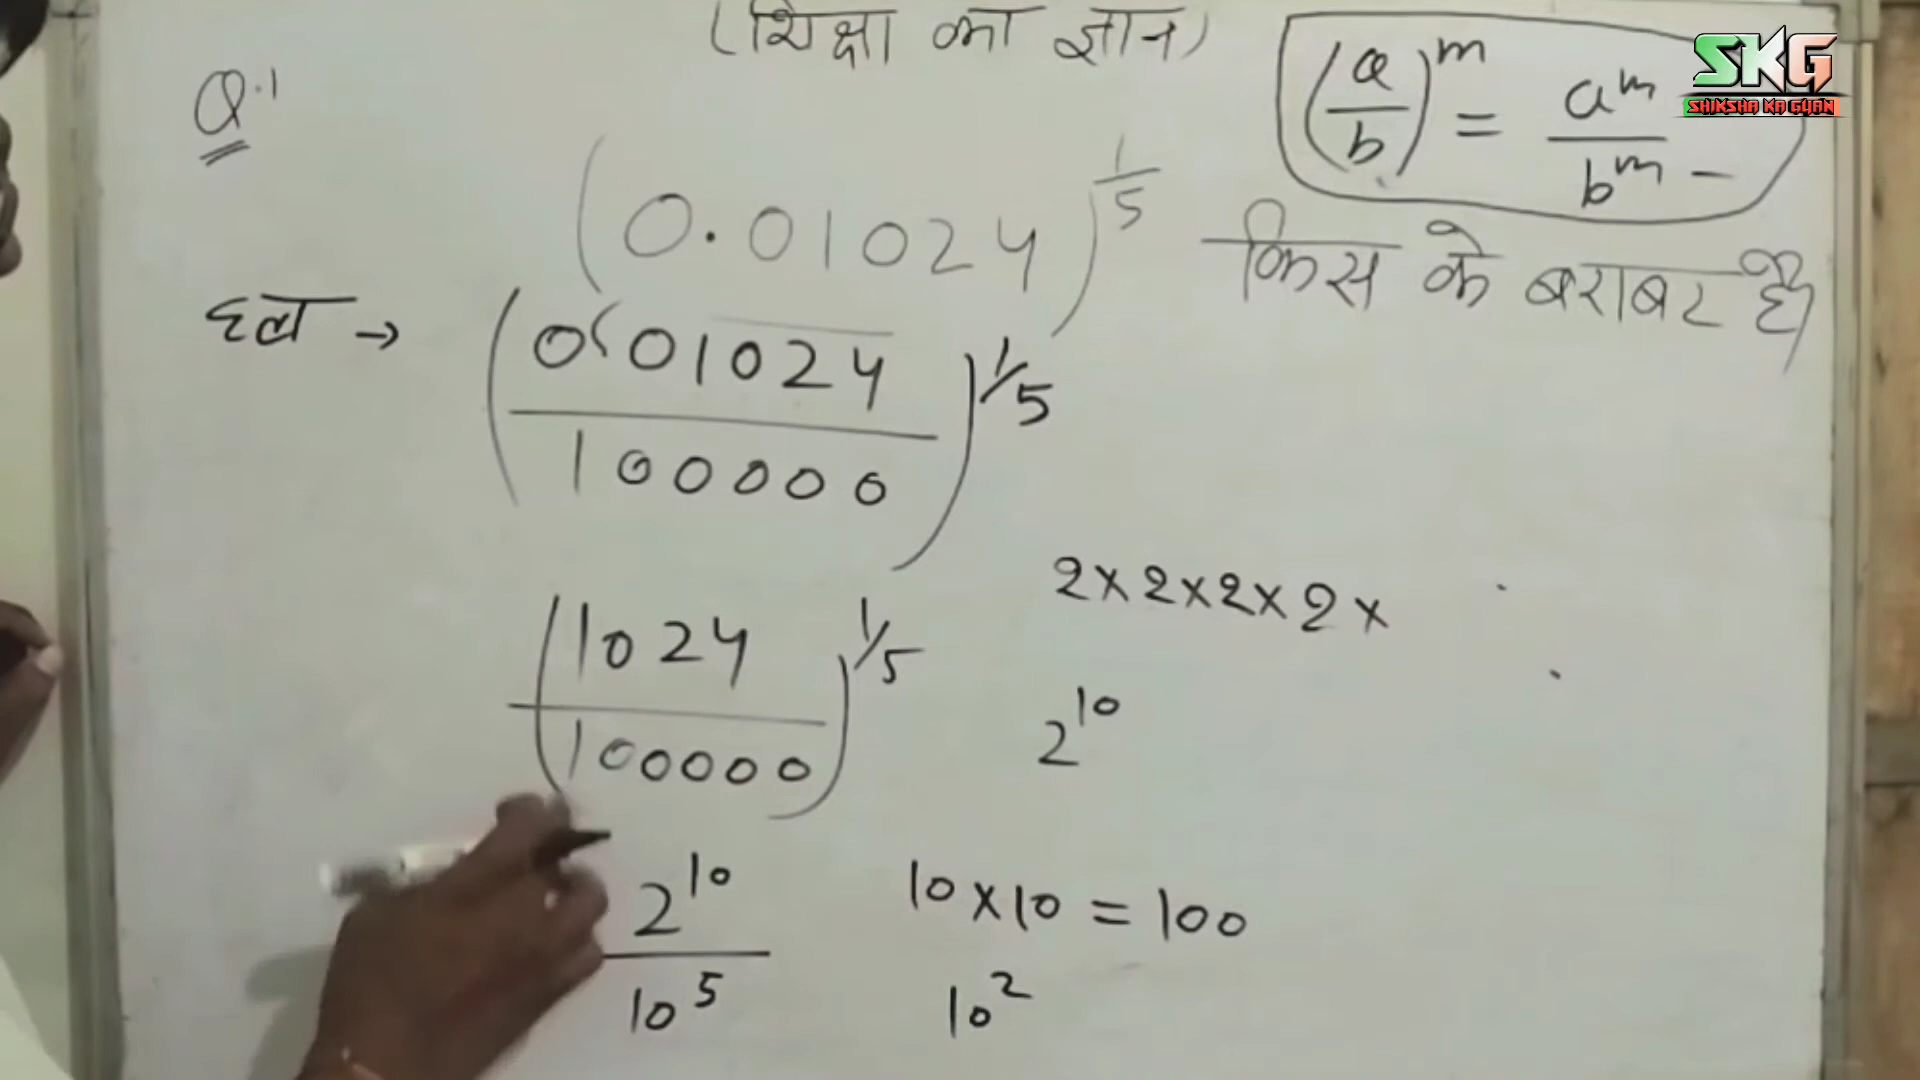 (शिक्षा का ज्ञान)
SKG
SHIKSHA KA GYAN
(a/b)^m = a^m/b^m -
Q.1
(0.01024)^1/5 किस के बराबर है?
हल → (0(01024/100000)^1/5
(1024/100000)^1/5
2×2×2×2×
2^10
2^10/10^5
10×10 = 100
10^2